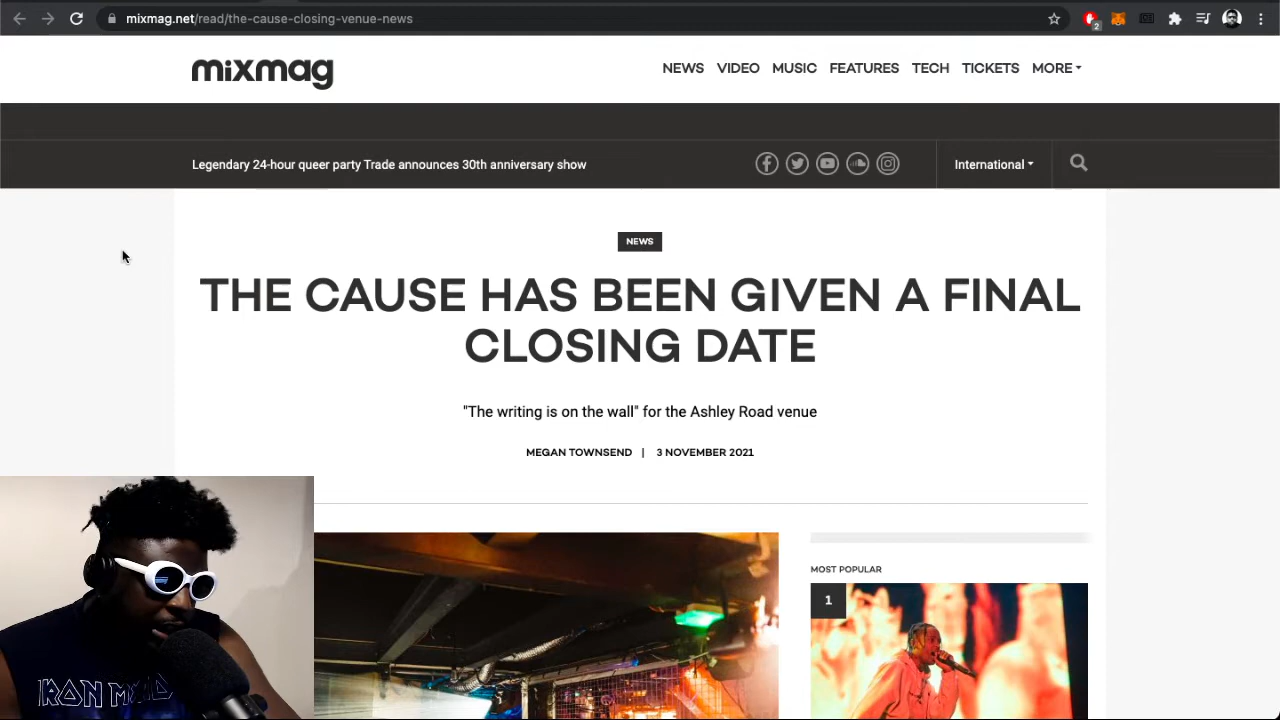 mixmag.net/read/the-cause-closing-venue-news
2
mixmag
NEWS VIDEO MUSIC FEATURES TECH TICKETS MORE
Legendary 24-hour queer party Trade announces 30th anniversary show
International
NEWS
THE CAUSE HAS BEEN GIVEN A FINAL
CLOSING DATE
"The writing is on the wall" for the Ashley Road venue
MEGAN TOWNSEND | 3 NOVEMBER 2021
MOST POPULAR
1
IRON